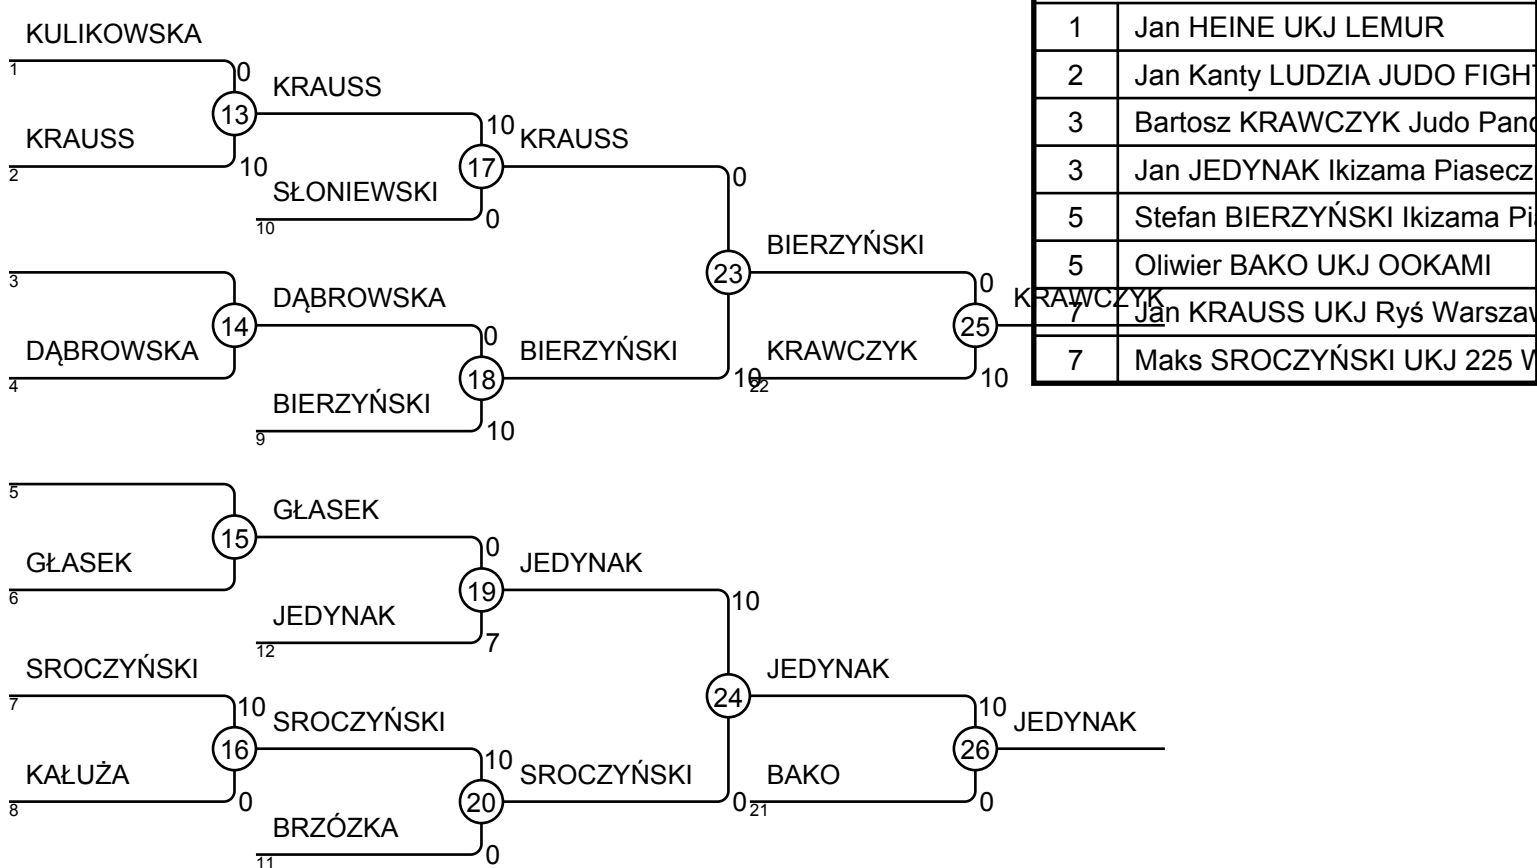 KULIKOWSKA
1
0
13
KRAUSS
KRAUSS
2
10
10
17
KRAUSS
SŁONIEWSKI
10
0
3
14
DĄBROWSKA
DĄBROWSKA
4
0
18
BIERZYŃSKI
BIERZYŃSKI
9
10
0
23
BIERZYŃSKI
10
0
25
KRAWCZYK
KRAWCZYK
22
10
5
15
GŁASEK
GŁASEK
6
0
19
JEDYNAK
JEDYNAK
12
7
SROCZYŃSKI
7
10
16
SROCZYŃSKI
KAŁUŻA
8
0
10
20
SROCZYŃSKI
BRZÓZKA
11
0
10
24
JEDYNAK
0
10
26
JEDYNAK
BAKO
21
0
1 Jan HEINE UKJ LEMUR
2 Jan Kanty LUDZIA JUDO FIGHT
3 Bartosz KRAWCZYK Judo Pand
3 Jan JEDYNAK Ikizama Piasecz
5 Stefan BIERZYŃSKI Ikizama Pia
5 Oliwier BAKO UKJ OOKAMI
7 Jan KRAUSS UKJ Ryś Warszaw
7 Maks SROCZYŃSKI UKJ 225 W